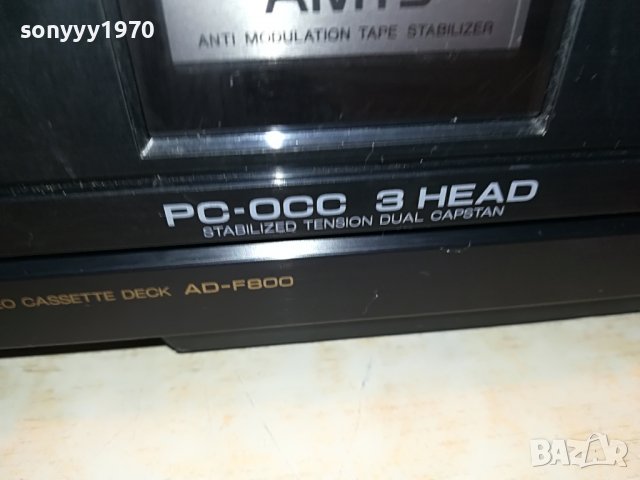 sonyyy1970
ANTI MODULATION TAPE STABILIZER
PC-OCC 3 HEAD
STABILIZED TENSION DUAL CAPSTAN
CASSETTE DECK AD-F800
BAZAR